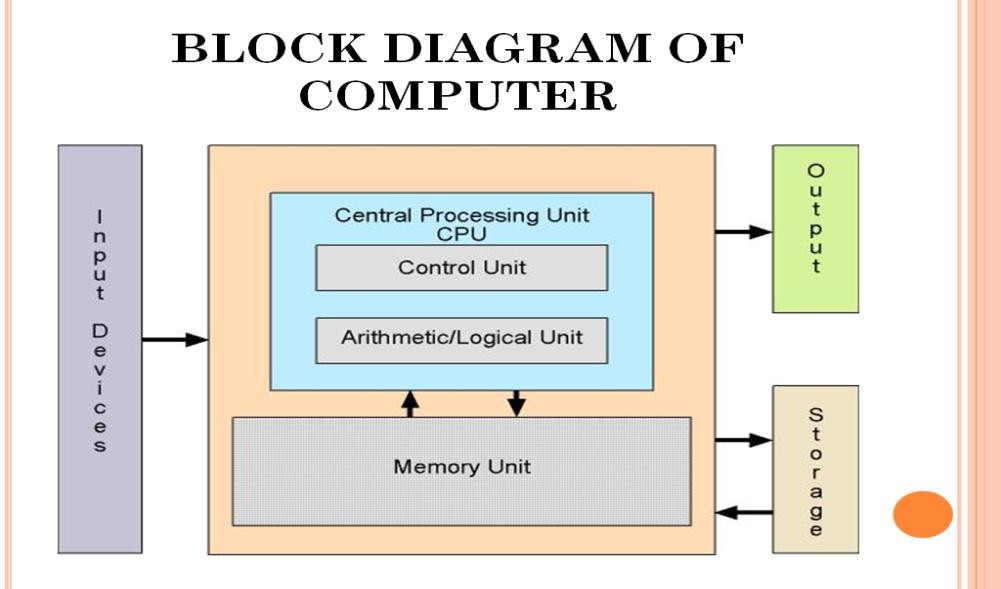 BLOCK DIAGRAM OF
COMPUTER
Input Devices
Central Processing Unit
CPU
Control Unit
Arithmetic/Logical Unit
Memory Unit
Output
Storage